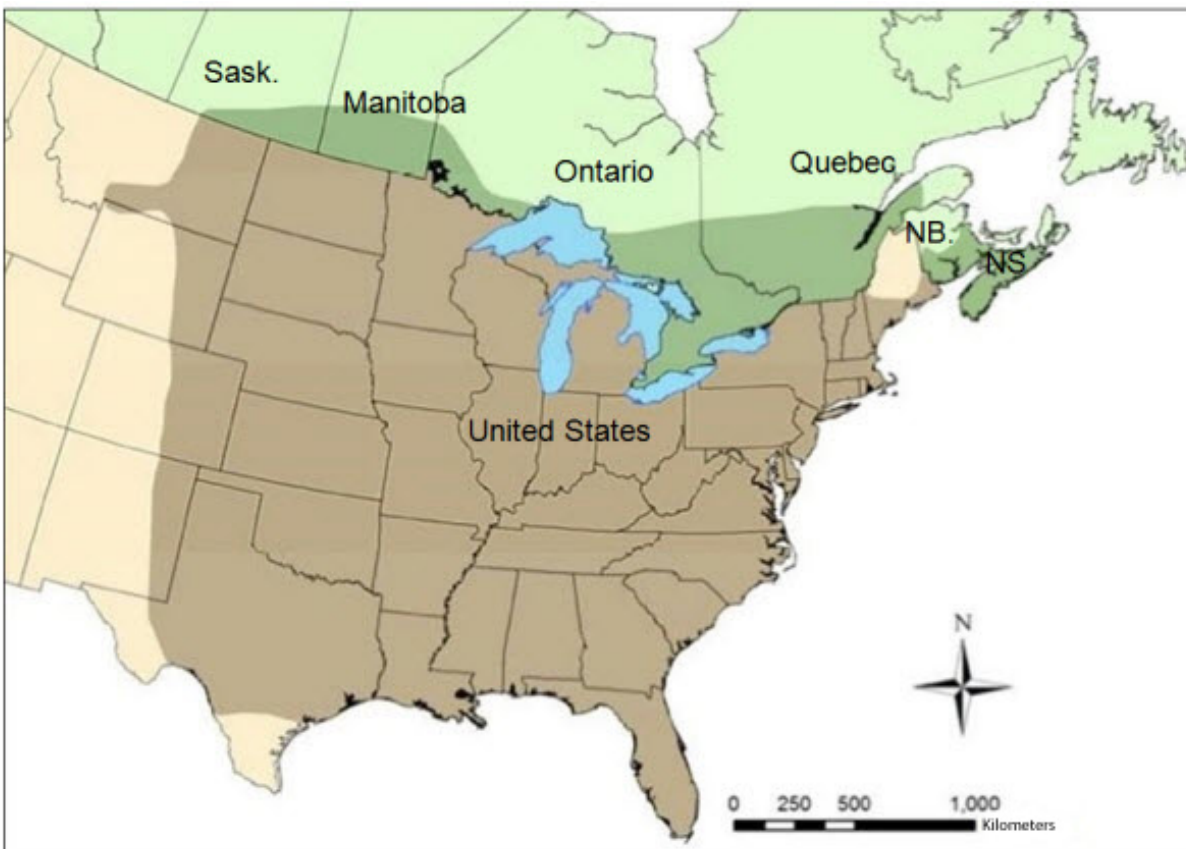 Sask.
Manitoba
Ontario
Quebec
NB.
NS
United States
N
0 250 500 1,000
Kilometers